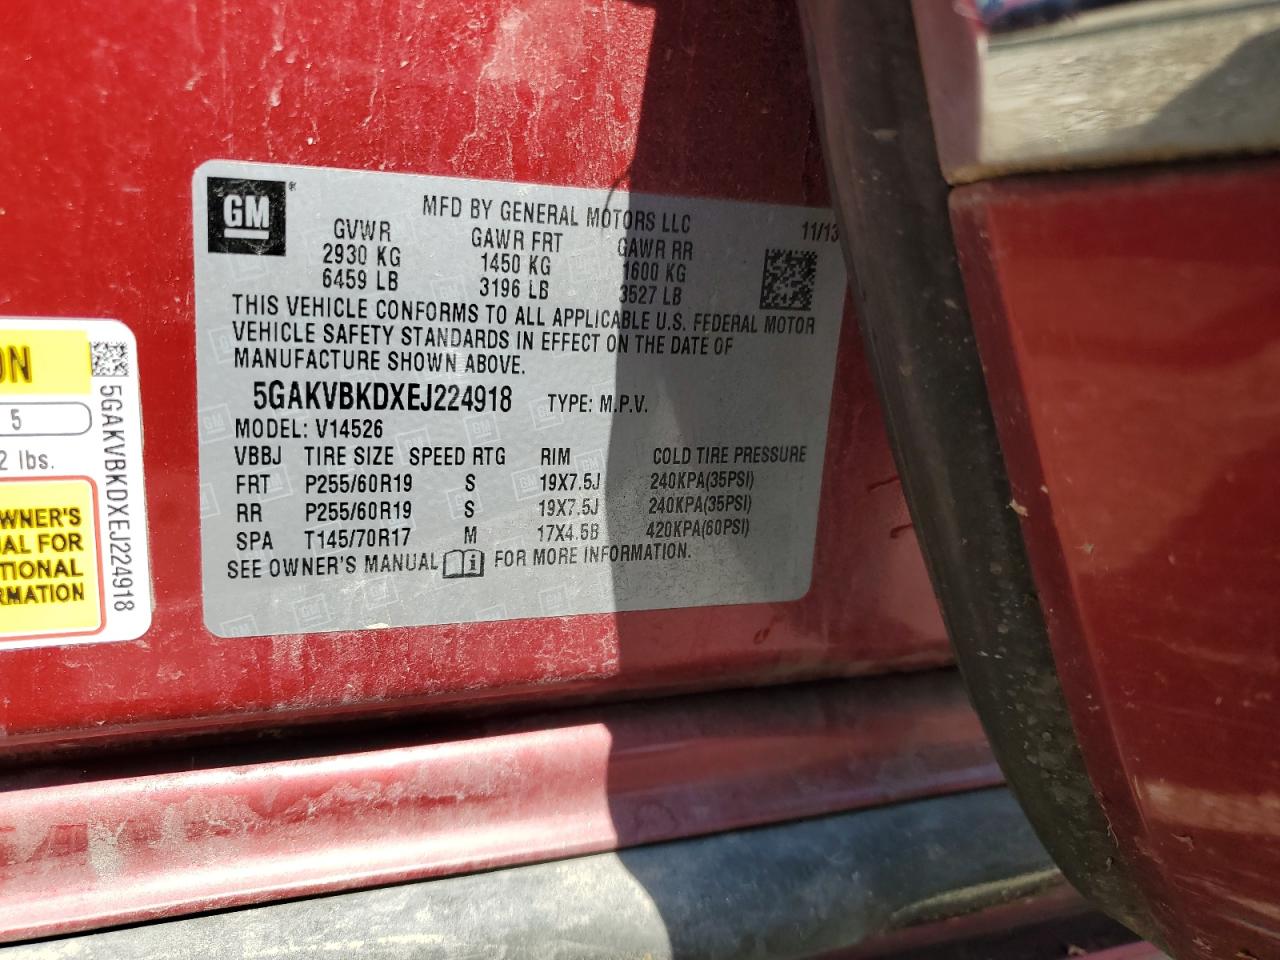 GM
MFD BY GENERAL MOTORS LLC
11/13
GVWR GAWR FRT GAWR RR
2930 KG 1450 KG 1600 KG
6459 LB 3196 LB 3527 LB
THIS VEHICLE CONFORMS TO ALL APPLICABLE U.S. FEDERAL MOTOR
VEHICLE SAFETY STANDARDS IN EFFECT ON THE DATE OF
MANUFACTURE SHOWN ABOVE.
5GAKVBKDXEJ224918 TYPE: M.P.V.
MODEL: V14526
VBBJ TIRE SIZE SPEED RTG RIM COLD TIRE PRESSURE
FRT P255/60R19 S 19X7.5J 240KPA(35PSI)
RR P255/60R19 S 19X7.5J 240KPA(35PSI)
SPA T145/70R17 M 17X4.5B 420KPA(60PSI)
SEE OWNER'S MANUAL FOR MORE INFORMATION.
ON
5
2 lbs.
WNER'S
UAL FOR
TIONAL
RMATION
5GAKVBKDXEJ224918